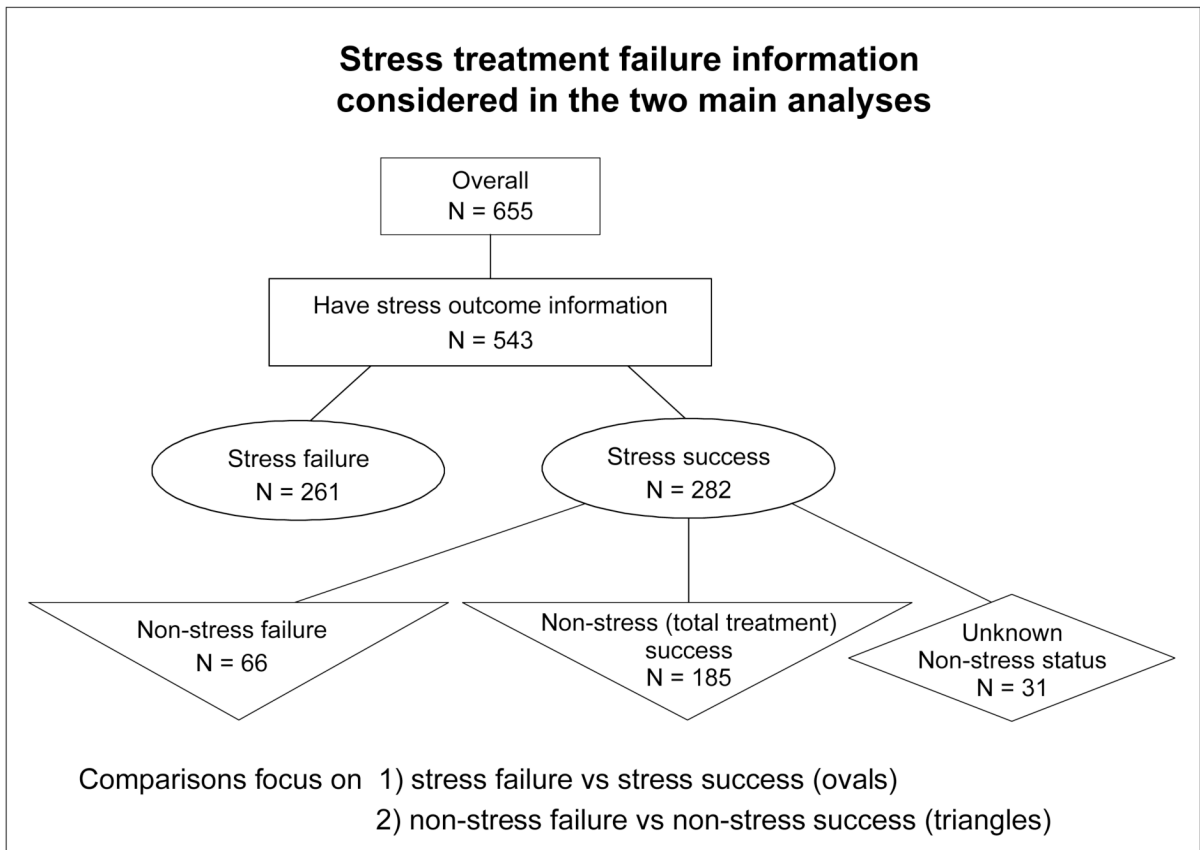 Stress treatment failure information
considered in the two main analyses
Overall
N = 655
Have stress outcome information
N = 543
Stress failure
N = 261
Stress success
N = 282
Non-stress failure
N = 66
Non-stress (total treatment)
success
N = 185
Unknown
Non-stress status
N = 31
Comparisons focus on 1) stress failure vs stress success (ovals)
2) non-stress failure vs non-stress success (triangles)